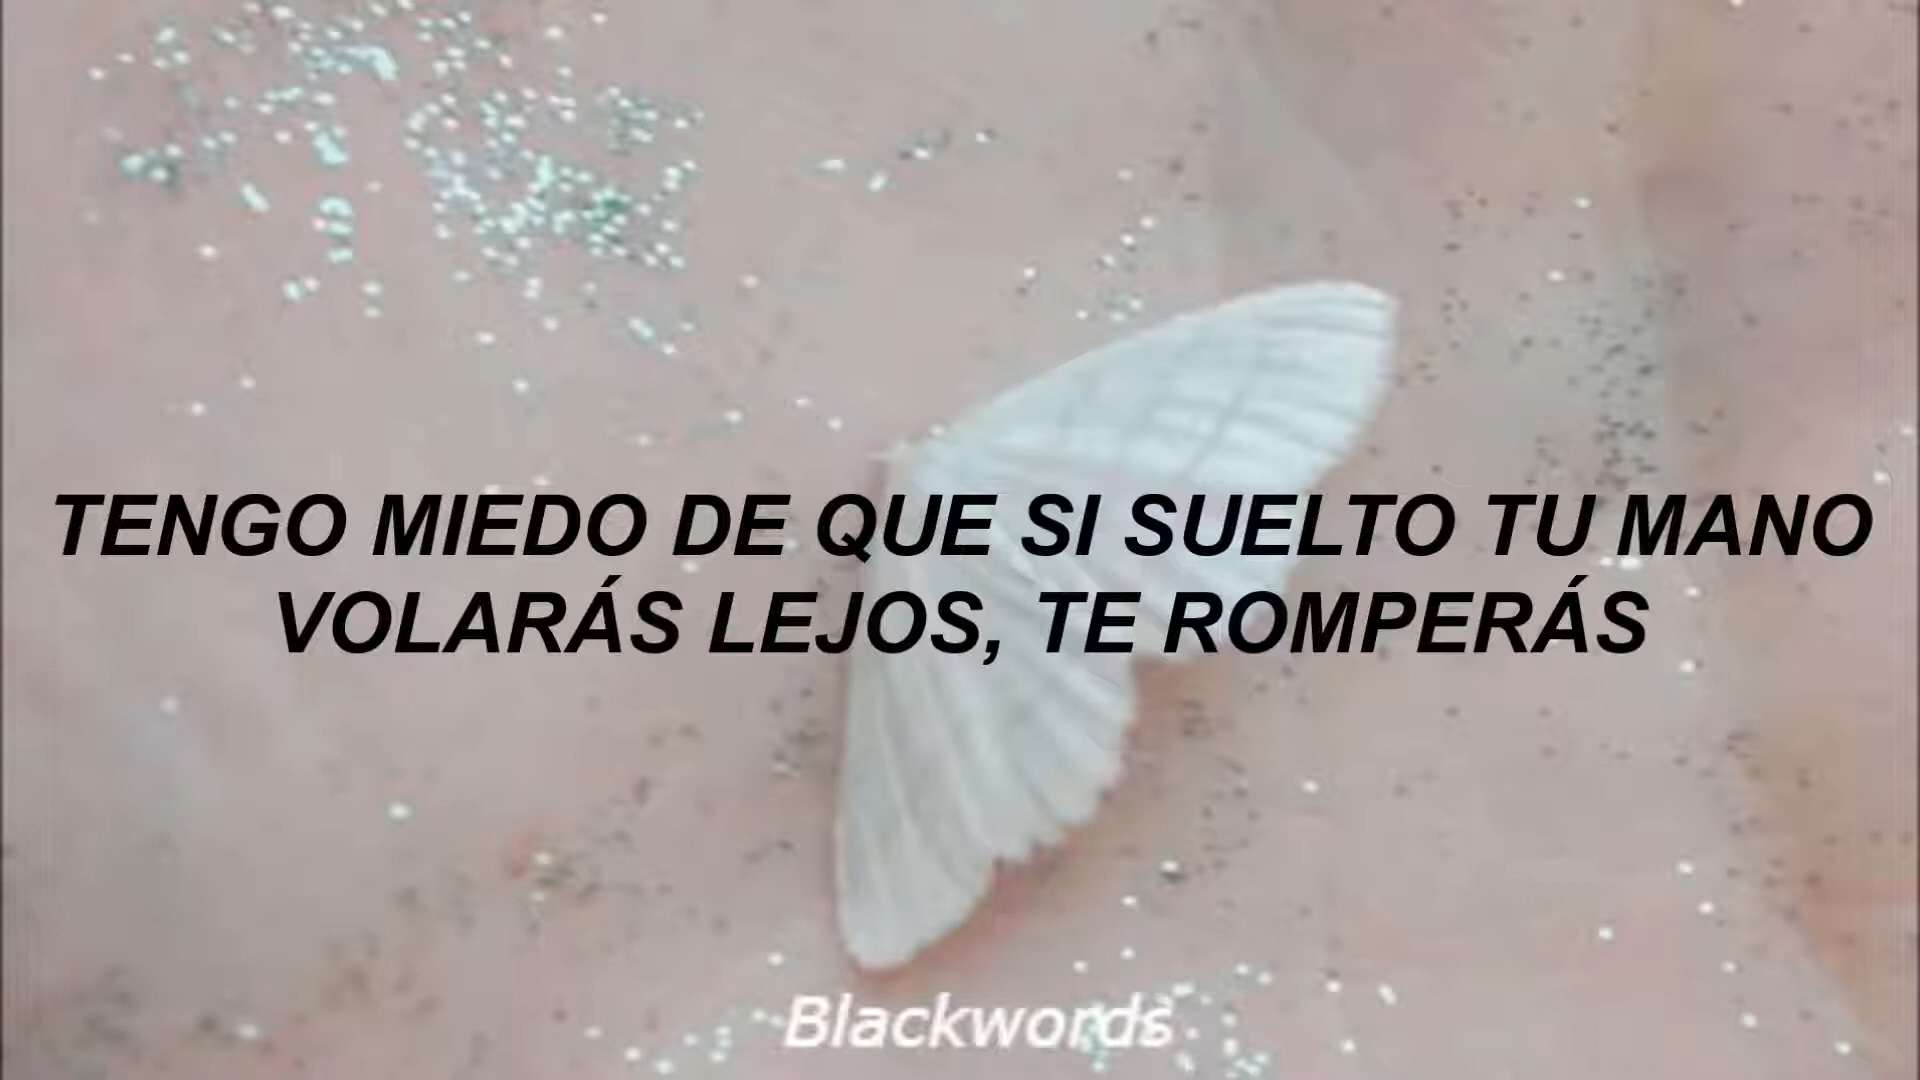 TENGO MIEDO DE QUE SI SUELTO TU MANO
VOLARÁS LEJOS, TE ROMPERÁS
Blackwords